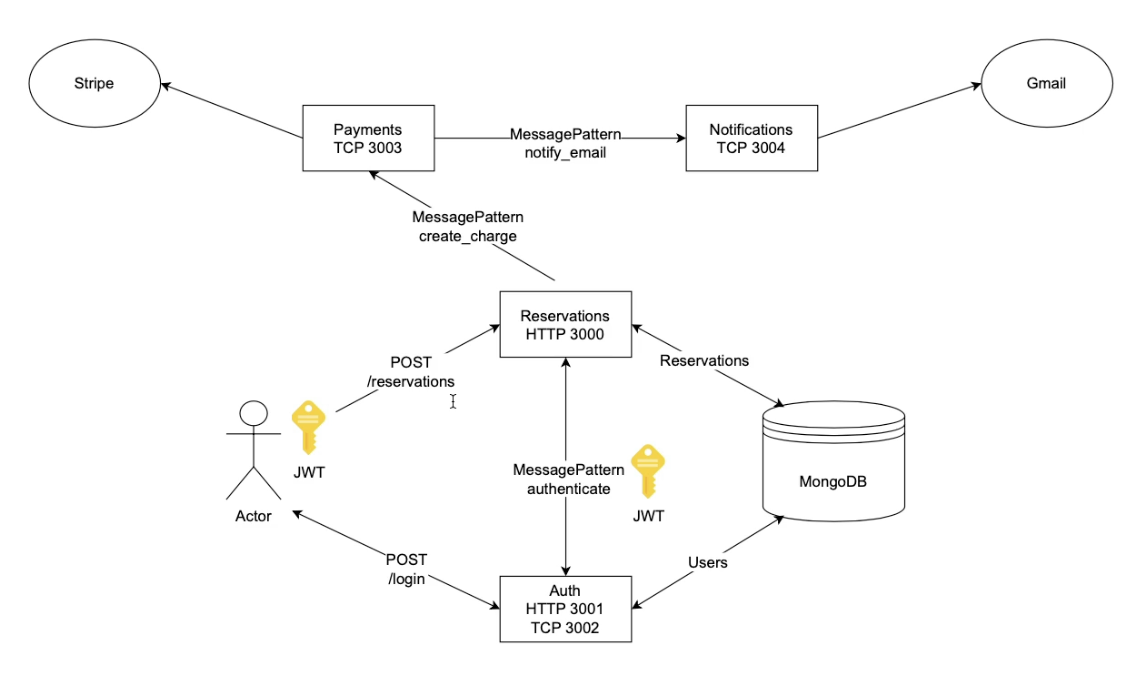 Stripe
Gmail
Payments
TCP 3003
MessagePattern
notify_email
Notifications
TCP 3004
MessagePattern
create_charge
Reservations
HTTP 3000
POST
/reservations
Reservations
JWT
MessagePattern
authenticate
JWT
MongoDB
Actor
POST
/login
Users
Auth
HTTP 3001
TCP 3002